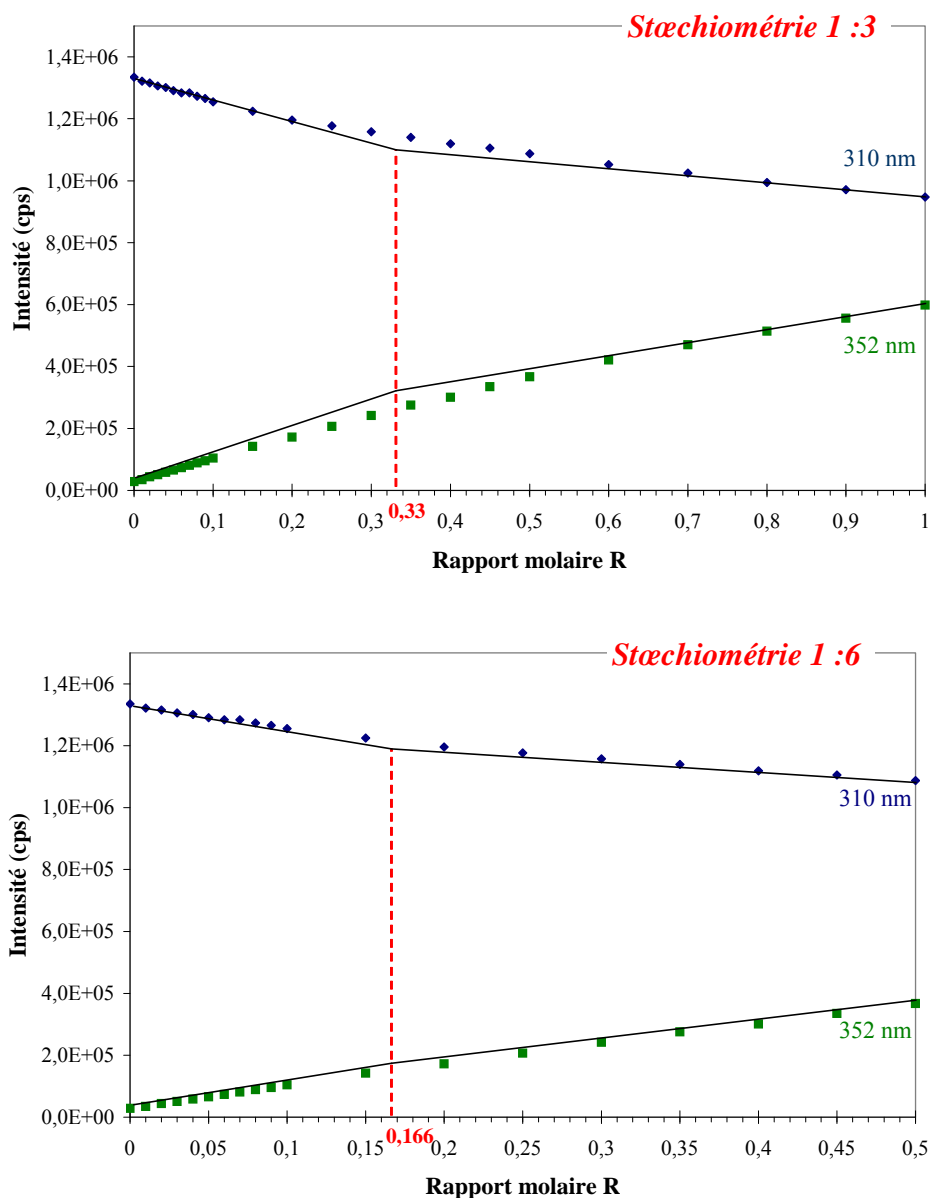 Stœchiométrie 1 :3
1,4E+06
1,2E+06
1,0E+06
8,0E+05
6,0E+05
4,0E+05
2,0E+05
0,0E+00
Intensité (cps)
310 nm
352 nm
0 0,1 0,2 0,3 0,4 0,5 0,6 0,7 0,8 0,9 1
0,33
Rapport molaire R
Stœchiométrie 1 :6
1,4E+06
1,2E+06
1,0E+06
8,0E+05
6,0E+05
4,0E+05
2,0E+05
0,0E+00
Intensité (cps)
310 nm
352 nm
0 0,05 0,1 0,15 0,2 0,25 0,3 0,35 0,4 0,45 0,5
0,166
Rapport molaire R